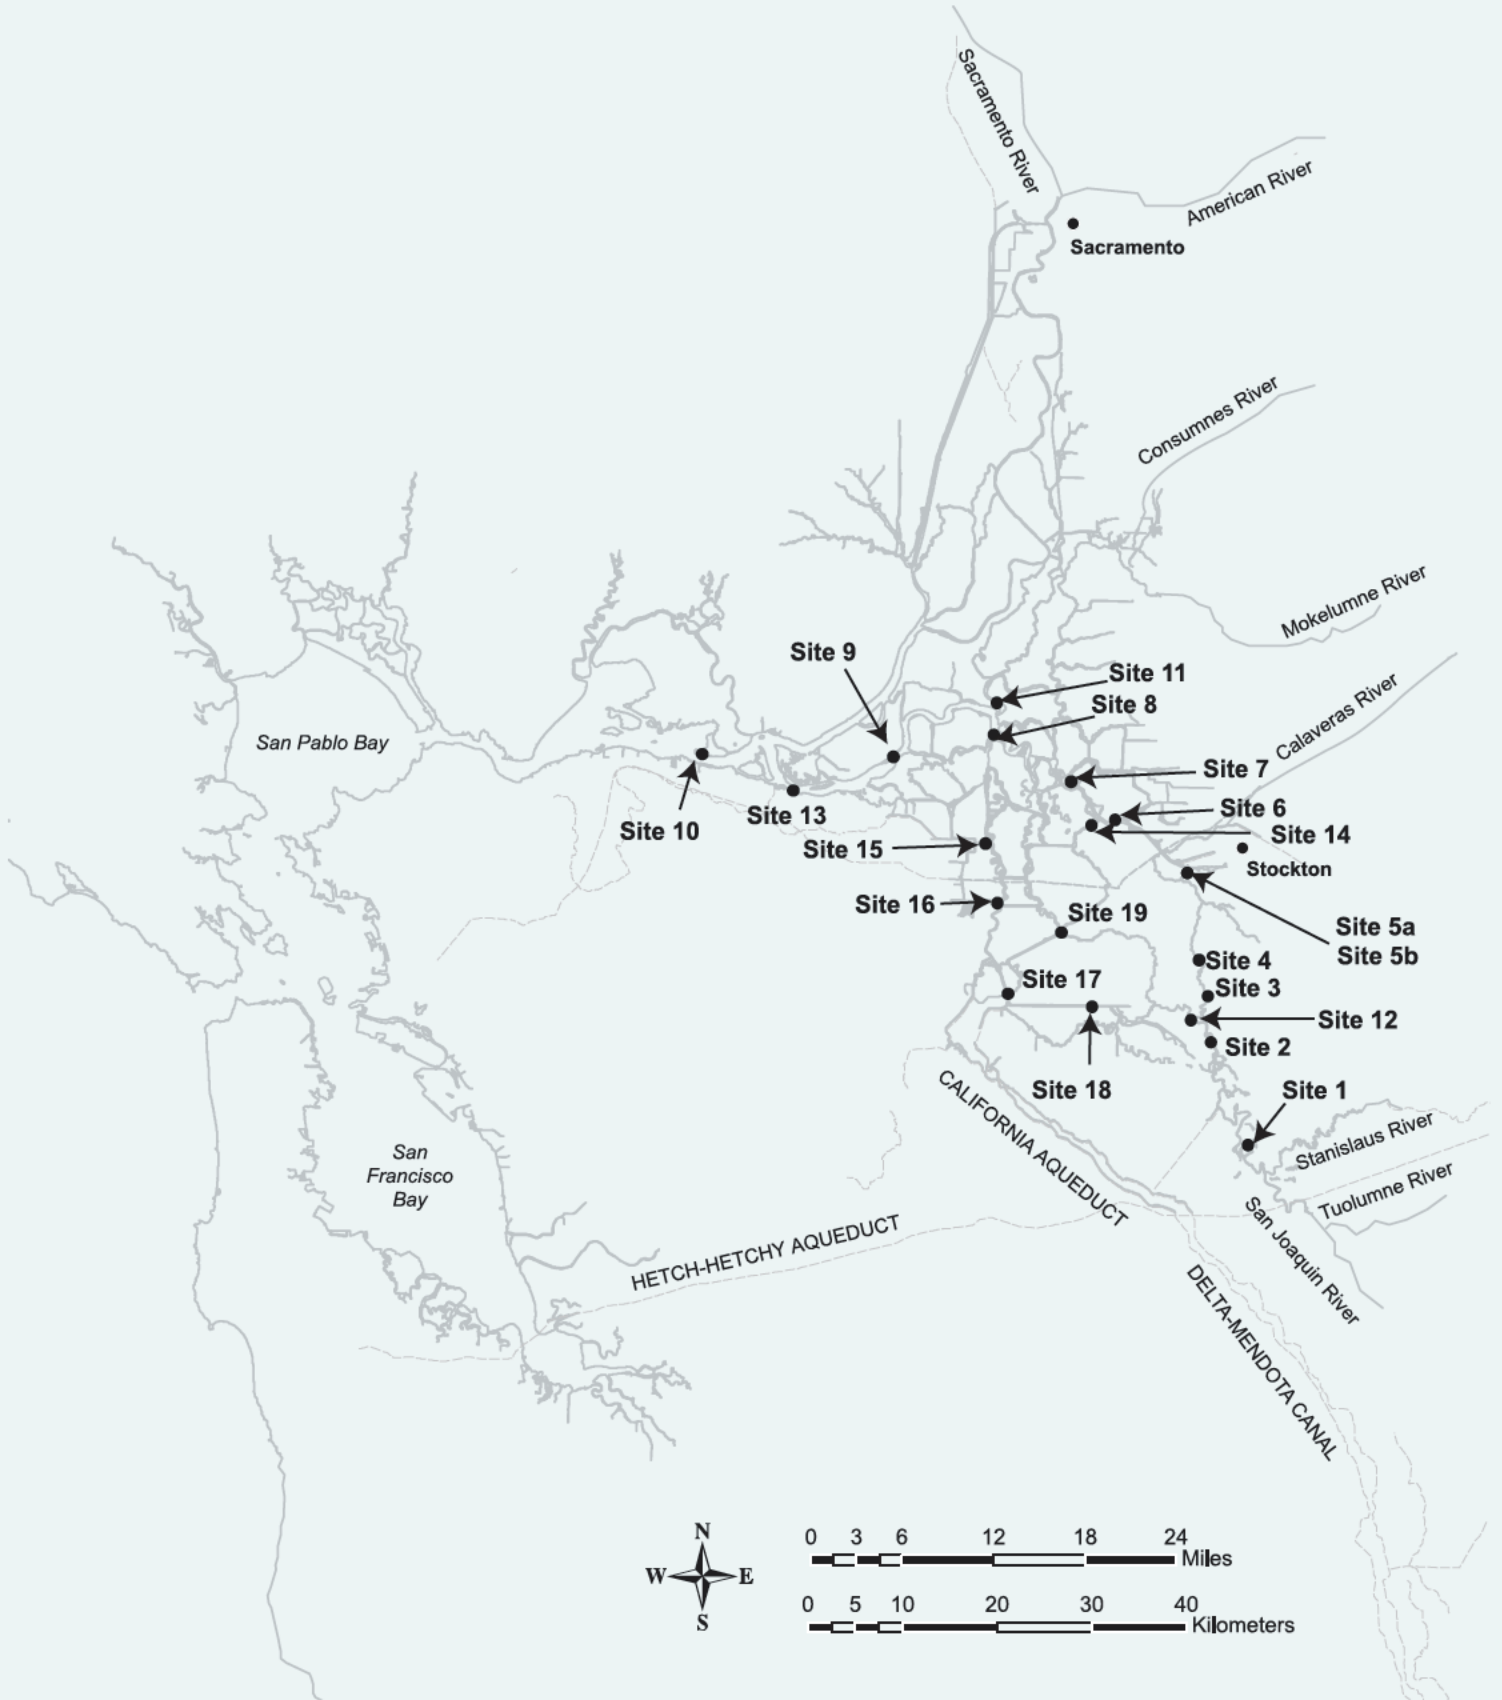 Sacramento River
American River
Sacramento
Consumnes River
Mokelumne River
Site 9
Site 11
Site 8
Calaveras River
San Pablo Bay
Site 7
Site 6
Site 10
Site 13
Site 14
Site 15
Stockton
Site 16
Site 19
Site 5a
Site 5b
Site 4
Site 17
Site 3
Site 12
Site 2
Site 18
Site 1
CALIFORNIA AQUEDUCT
Stanislaus River
San
Francisco
Bay
Tuolumne River
San Joaquin River
HETCH-HETCHY AQUEDUCT
DELTA-MENDOTA CANAL
N
W E
S
0 3 6 12 18 24
Miles
0 5 10 20 30 40
Kilometers